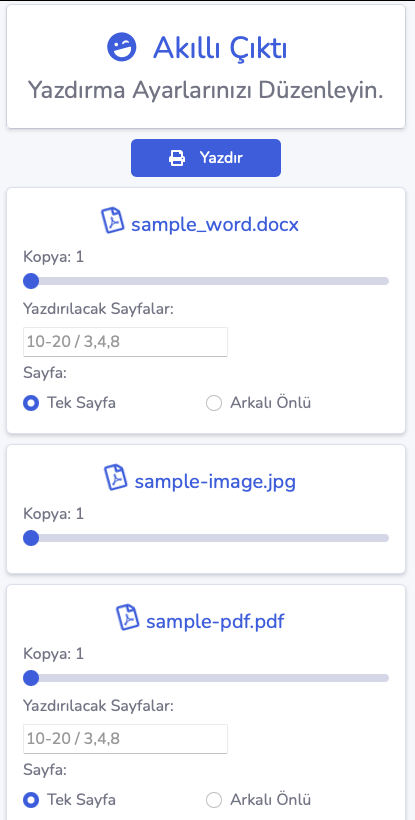 Akıllı Çıktı
Yazdırma Ayarlarınızı Düzenleyin.
Yazdır
sample_word.docx
Kopya: 1
Yazdırılacak Sayfalar:
10-20 / 3,4,8
Sayfa:
Tek Sayfa Arkalı Önlü
sample-image.jpg
Kopya: 1
sample-pdf.pdf
Kopya: 1
Yazdırılacak Sayfalar:
10-20 / 3,4,8
Sayfa:
Tek Sayfa Arkalı Önlü